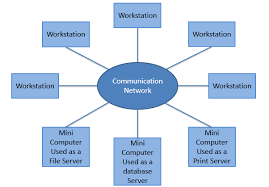 Workstation
Workstation
Workstation
Workstation
Communication
Network
Workstation
Mini
Computer
Used as a
File Server
Mini
Computer
Used as a
database
Server
Mini
Computer
Used as a
Print Server